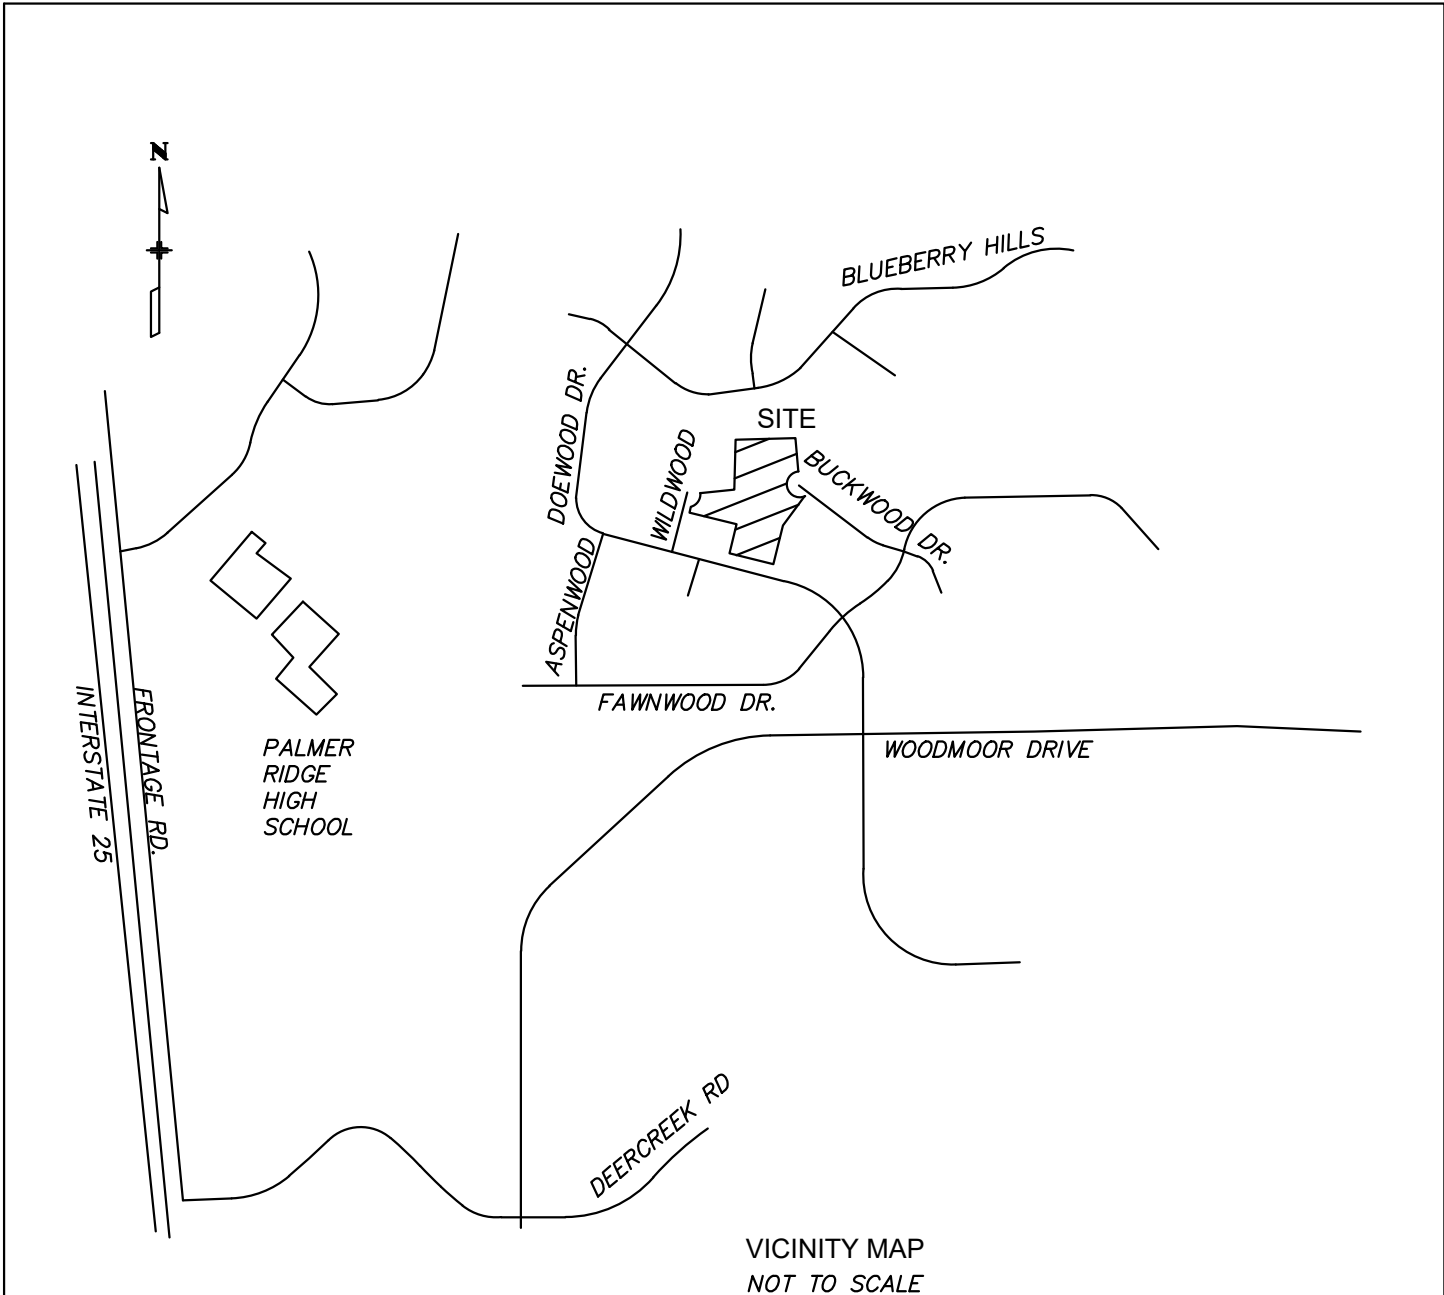 N
BLUEBERRY HILLS
DOEWOOD DR.
SITE
WILDWOOD
BUCKWOOD DR.
ASPENWOOD
FAWNWOOD DR.
INTERSTATE 25
FRONTAGE RD.
PALMER
RIDGE
HIGH
SCHOOL
WOODMOOR DRIVE
DEERCREEK RD
VICINITY MAP
NOT TO SCALE